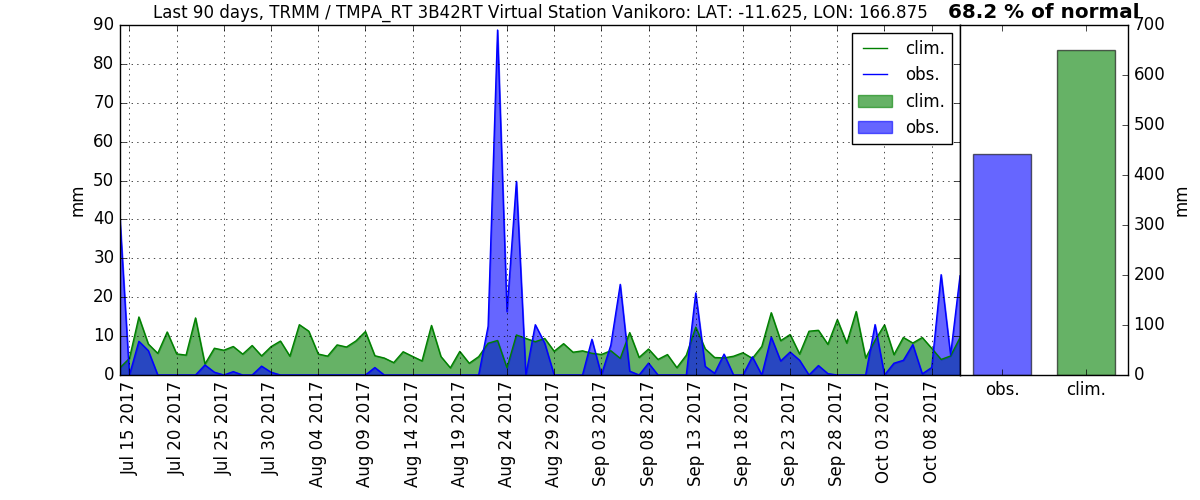 Last 90 days, TRMM / TMPA_RT 3B42RT Virtual Station Vanikoro: LAT: -11.625, LON: 166.875
68.2 % of normal
90
80
70
60
50
40
30
20
10
0
mm
clim.
obs.
clim.
obs.
Jul 15 2017
Jul 20 2017
Jul 25 2017
Jul 30 2017
Aug 04 2017
Aug 09 2017
Aug 14 2017
Aug 19 2017
Aug 24 2017
Aug 29 2017
Sep 03 2017
Sep 08 2017
Sep 13 2017
Sep 18 2017
Sep 23 2017
Sep 28 2017
Oct 03 2017
Oct 08 2017
700
600
500
400
300
200
100
0
mm
obs.
clim.